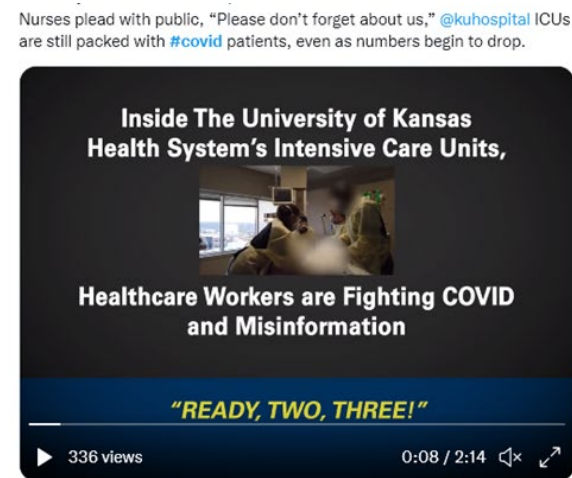 Nurses plead with public, “Please don’t forget about us,” @kuhospital ICUs
are still packed with #covid patients, even as numbers begin to drop.
Inside The University of Kansas
Health System’s Intensive Care Units,
Healthcare Workers are Fighting COVID
and Misinformation
“READY, TWO, THREE!”
336 views
0:08 / 2:14